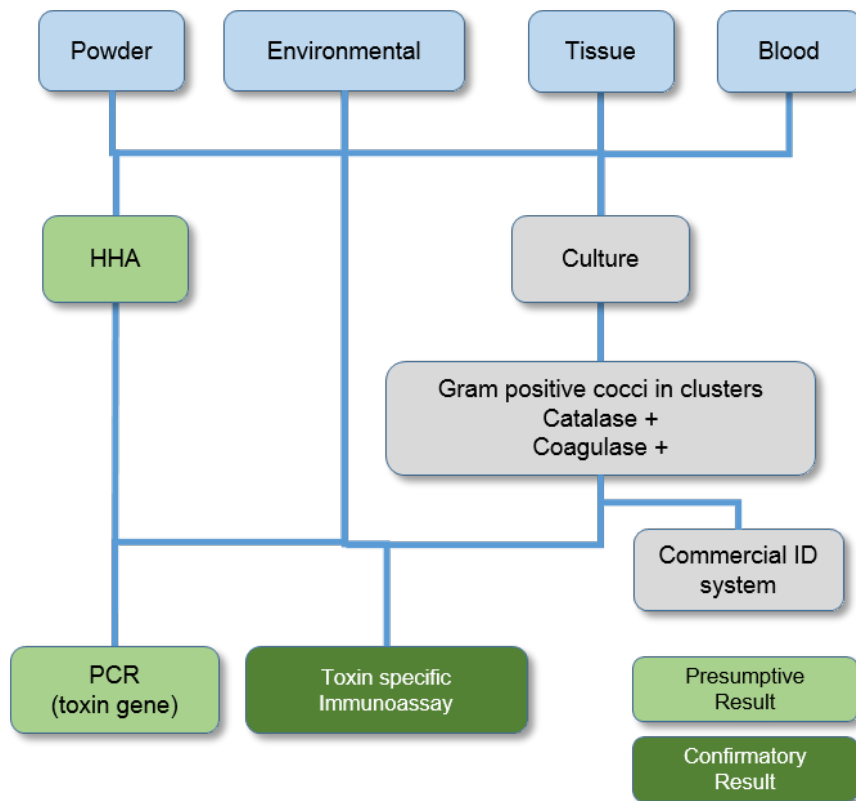 Powder
Environmental
Tissue
Blood
HHA
Culture
Gram positive cocci in clusters
Catalase +
Coagulase +
Commercial ID
system
PCR
(toxin gene)
Toxin specific
Immunoassay
Presumptive
Result
Confirmatory
Result